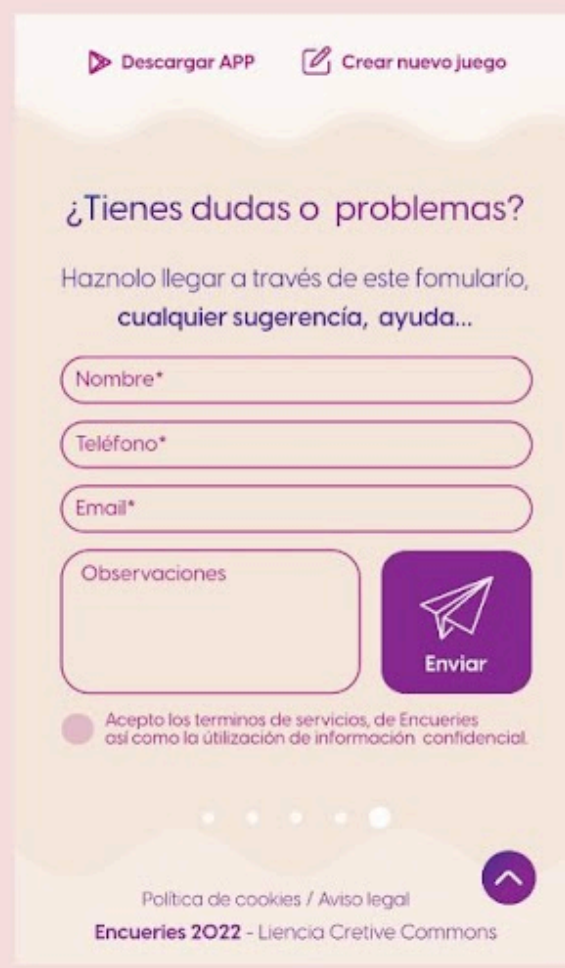 Descargar APP
Crear nuevo juego
¿Tienes dudas o problemas?
Haznolo llegar a través de este fomularío,
cualquier sugerencía, ayuda...
Nombre*
Teléfono*
Email*
Observaciones
Enviar
Acepto los terminos de servicios, de Encueries
así como la útilización de información confidencial.
Política de cookies / Aviso legal
Encueries 2022 - Liencia Cretive Commons